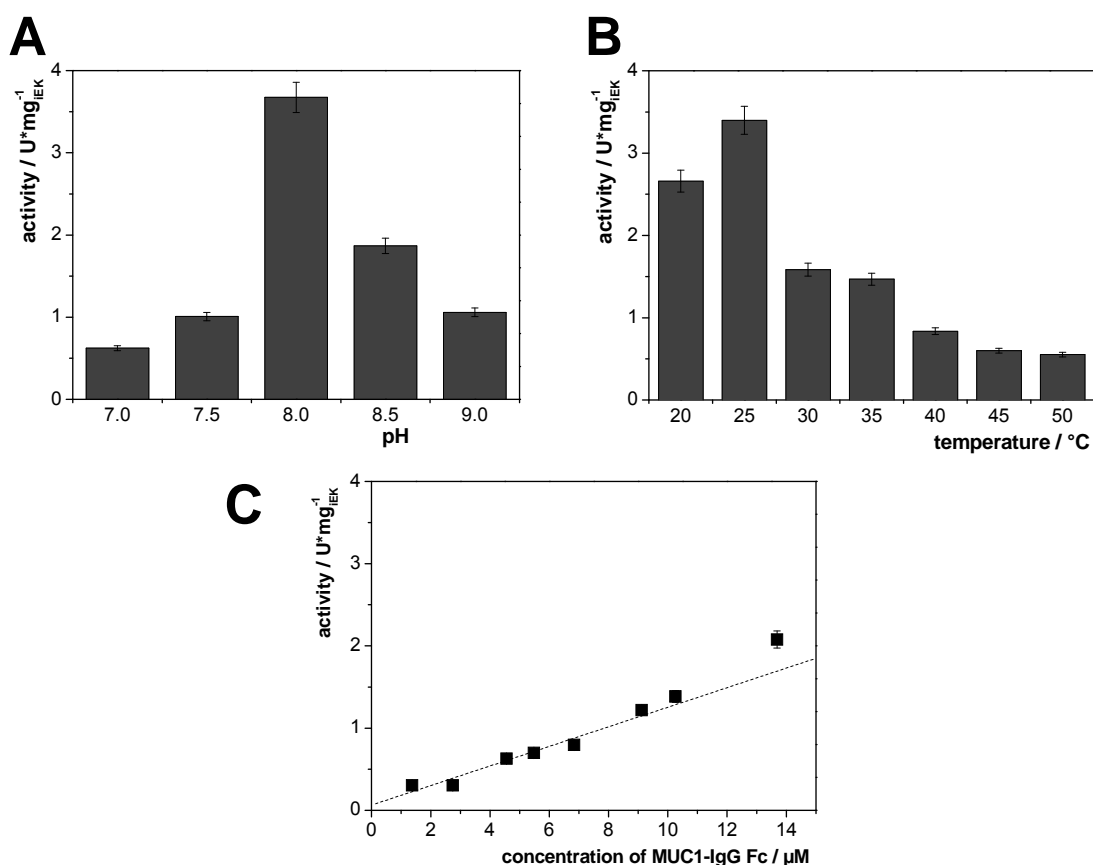 A
activity / U*mg⁻¹iEK
4
3
2
1
0
7.0 7.5 8.0 8.5 9.0
pH
B
activity / U*mg⁻¹iEK
4
3
2
1
0
20 25 30 35 40 45 50
temperature / °C
C
activity / U*mg⁻¹iEK
4
3
2
1
0
0 2 4 6 8 10 12 14
concentration of MUC1-IgG Fc / µM